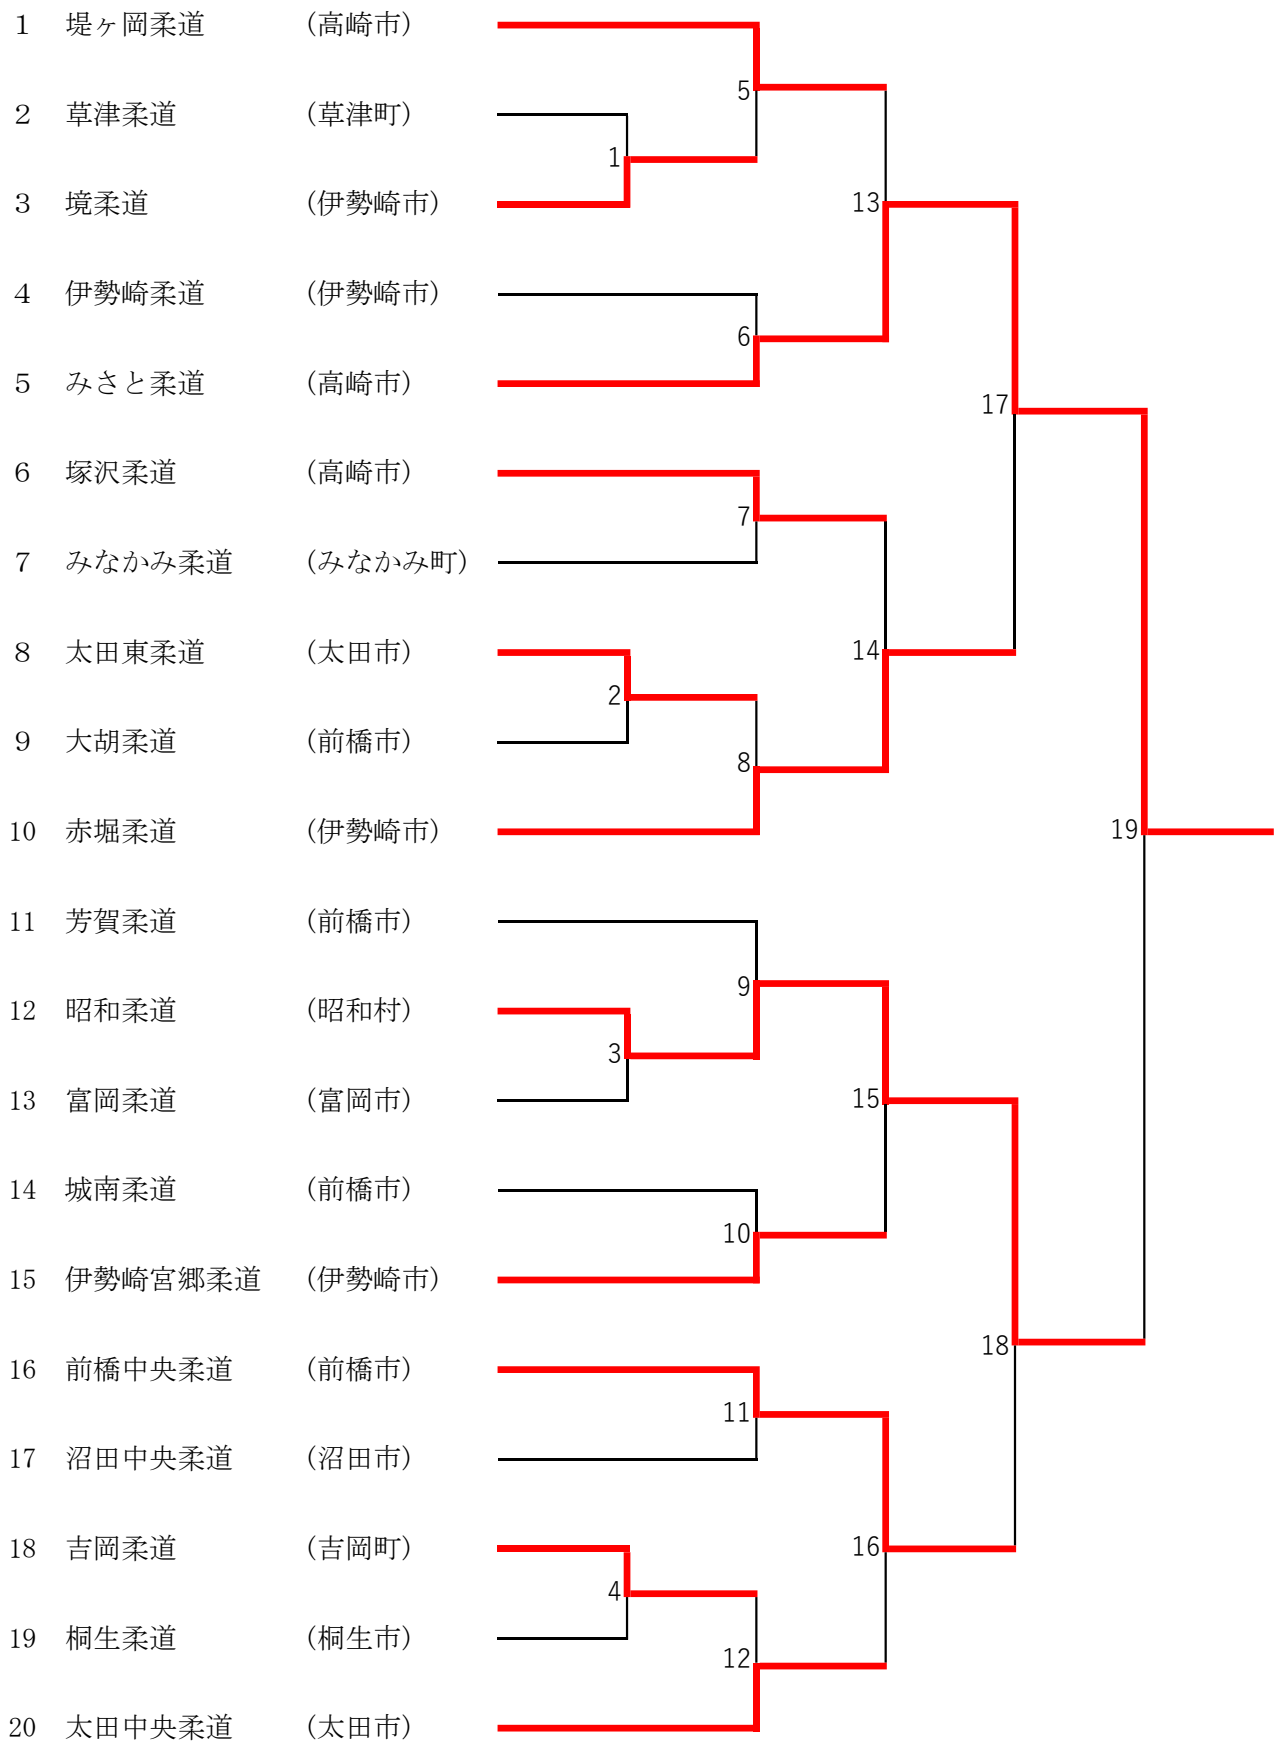 1 堤ヶ岡柔道 (高崎市)
5
2 草津柔道 (草津町)
1
3 境柔道 (伊勢崎市) 13
4 伊勢崎柔道 (伊勢崎市)
6
5 みさと柔道 (高崎市)
17
6 塚沢柔道 (高崎市)
7
7 みなかみ柔道 (みなかみ町)
8 太田東柔道 (太田市) 14
2
9 大胡柔道 (前橋市)
8
10 赤堀柔道 (伊勢崎市) 19
11 芳賀柔道 (前橋市)
9
12 昭和柔道 (昭和村)
3
13 富岡柔道 (富岡市) 15
14 城南柔道 (前橋市)
10
15 伊勢崎宮郷柔道 (伊勢崎市)
18
16 前橋中央柔道 (前橋市)
11
17 沼田中央柔道 (沼田市)
18 吉岡柔道 (吉岡町) 16
4
19 桐生柔道 (桐生市)
12
20 太田中央柔道 (太田市)